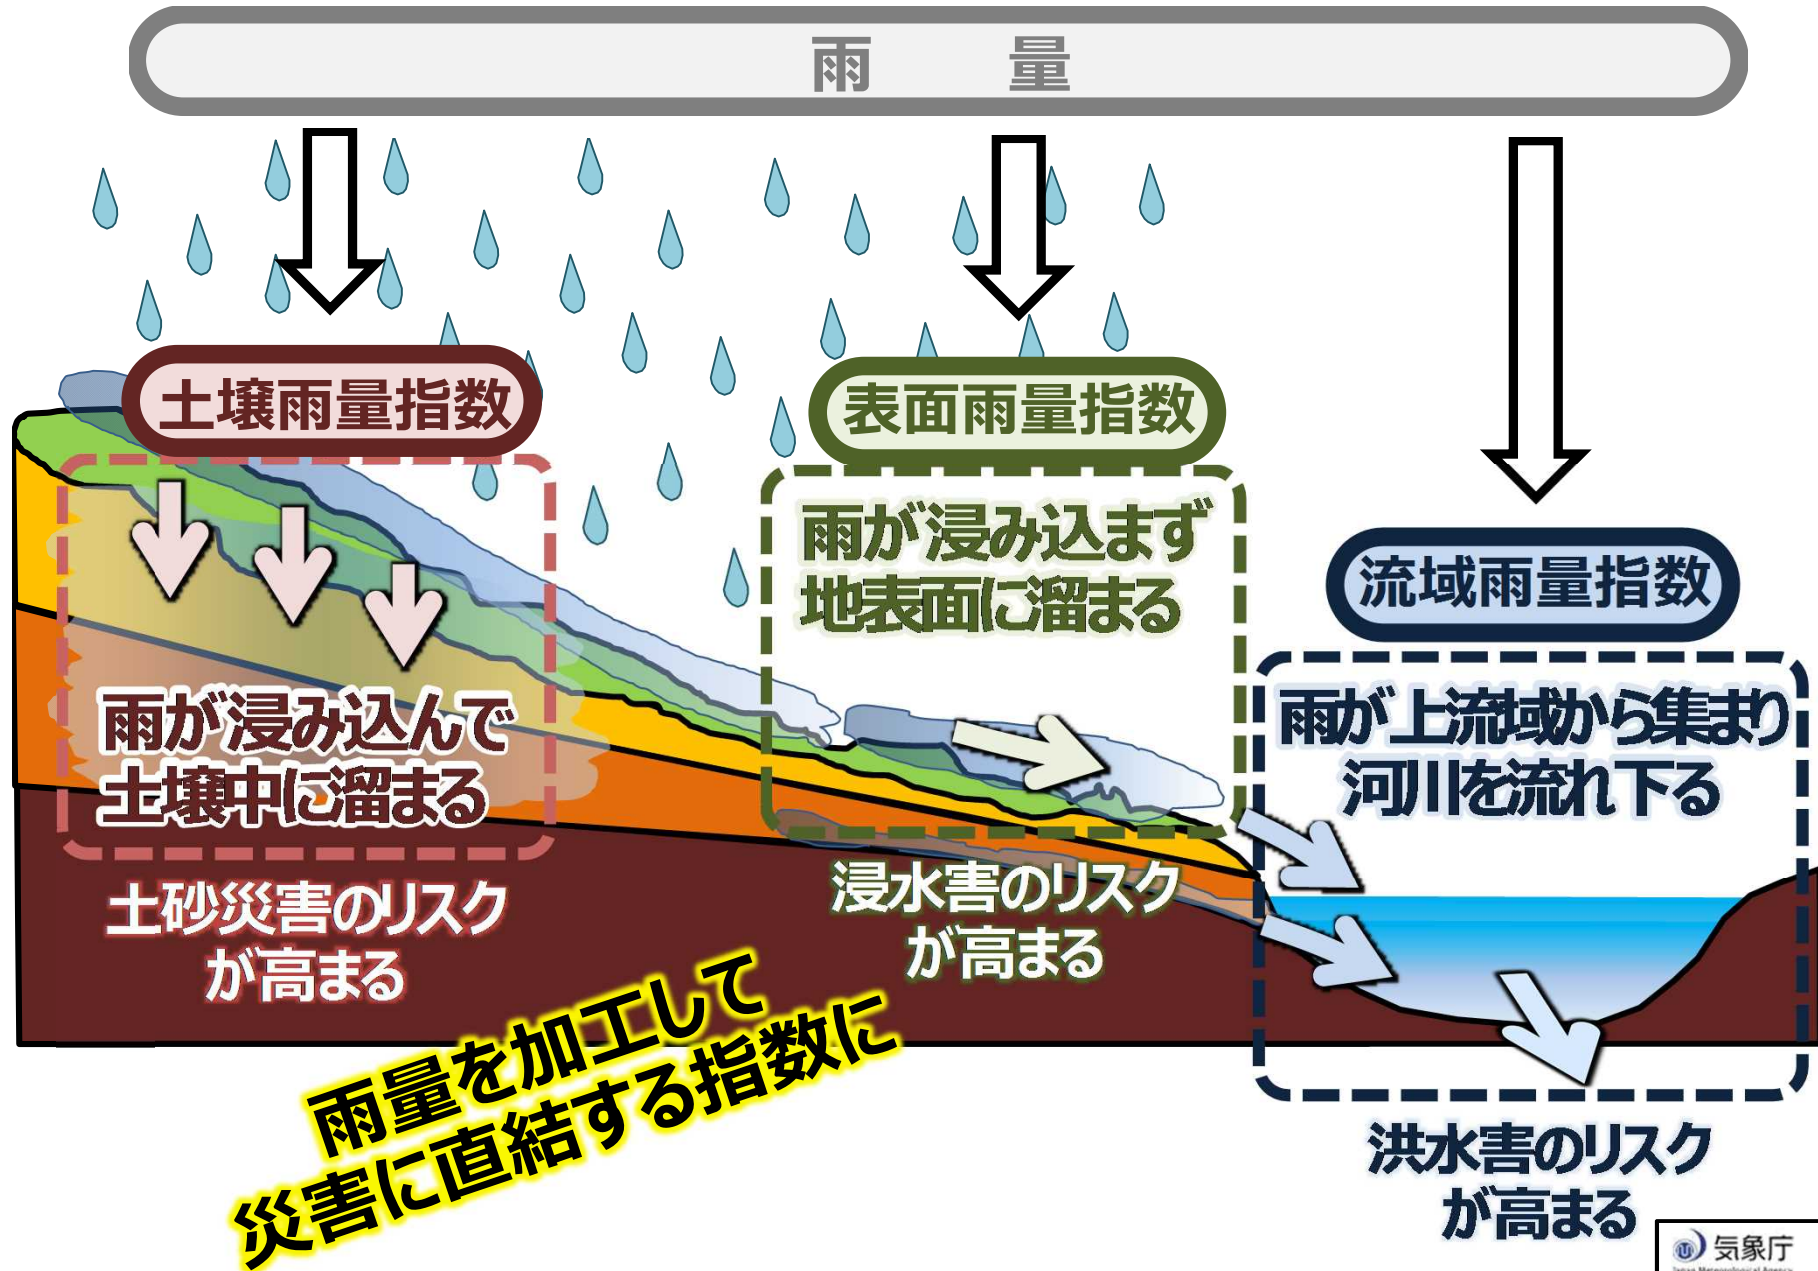 雨　量
土壌雨量指数
雨が浸み込んで
土壌中に溜まる
土砂災害のリスク
が高まる
表面雨量指数
雨が浸み込まず
地表面に溜まる
浸水害のリスク
が高まる
流域雨量指数
雨が上流域から集まり
河川を流れ下る
洪水害のリスク
が高まる
雨量を加工して
災害に直結する指数に
気象庁
Japan Meteorological Agency